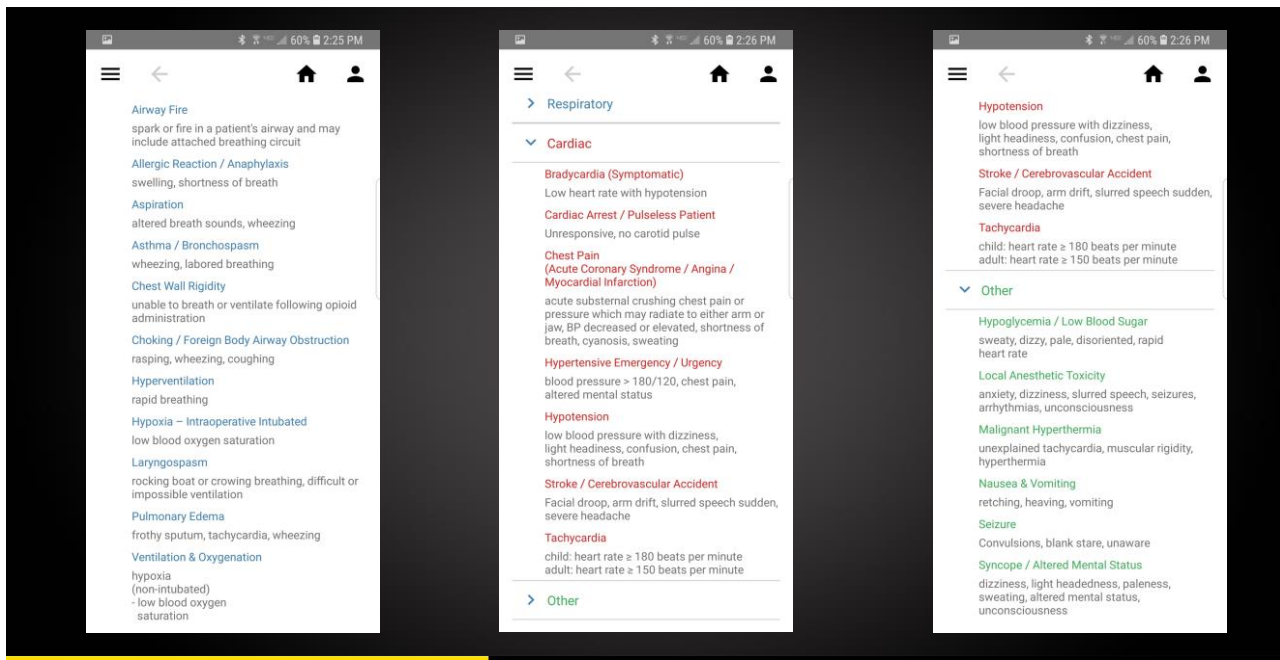 60% 2:25 PM
Airway Fire
spark or fire in a patient's airway and may
include attached breathing circuit
Allergic Reaction / Anaphylaxis
swelling, shortness of breath
Aspiration
altered breath sounds, wheezing
Asthma / Bronchospasm
wheezing, labored breathing
Chest Wall Rigidity
unable to breath or ventilate following opioid
administration
Choking / Foreign Body Airway Obstruction
rasping, wheezing, coughing
Hyperventilation
rapid breathing
Hypoxia – Intraoperative Intubated
low blood oxygen saturation
Laryngospasm
rocking boat or crowing breathing, difficult or
impossible ventilation
Pulmonary Edema
frothy sputum, tachycardia, wheezing
Ventilation & Oxygenation
hypoxia
(non-intubated)
- low blood oxygen
saturation
60% 2:26 PM
Respiratory
Cardiac
Bradycardia (Symptomatic)
Low heart rate with hypotension
Cardiac Arrest / Pulseless Patient
Unresponsive, no carotid pulse
Chest Pain
(Acute Coronary Syndrome / Angina /
Myocardial Infarction)
acute substernal crushing chest pain or
pressure which may radiate to either arm or
jaw, BP decreased or elevated, shortness of
breath, cyanosis, sweating
Hypertensive Emergency / Urgency
blood pressure > 180/120, chest pain,
altered mental status
Hypotension
low blood pressure with dizziness,
light headiness, confusion, chest pain,
shortness of breath
Stroke / Cerebrovascular Accident
Facial droop, arm drift, slurred speech sudden,
severe headache
Tachycardia
child: heart rate ≥ 180 beats per minute
adult: heart rate ≥ 150 beats per minute
Other
60% 2:26 PM
Hypotension
low blood pressure with dizziness,
light headiness, confusion, chest pain,
shortness of breath
Stroke / Cerebrovascular Accident
Facial droop, arm drift, slurred speech sudden,
severe headache
Tachycardia
child: heart rate ≥ 180 beats per minute
adult: heart rate ≥ 150 beats per minute
Other
Hypoglycemia / Low Blood Sugar
sweaty, dizzy, pale, disoriented, rapid
heart rate
Local Anesthetic Toxicity
anxiety, dizziness, slurred speech, seizures,
arrhythmias, unconsciousness
Malignant Hyperthermia
unexplained tachycardia, muscular rigidity,
hyperthermia
Nausea & Vomiting
retching, heaving, vomiting
Seizure
Convulsions, blank stare, unaware
Syncope / Altered Mental Status
dizziness, light headedness, paleness,
sweating, altered mental status,
unconsciousness